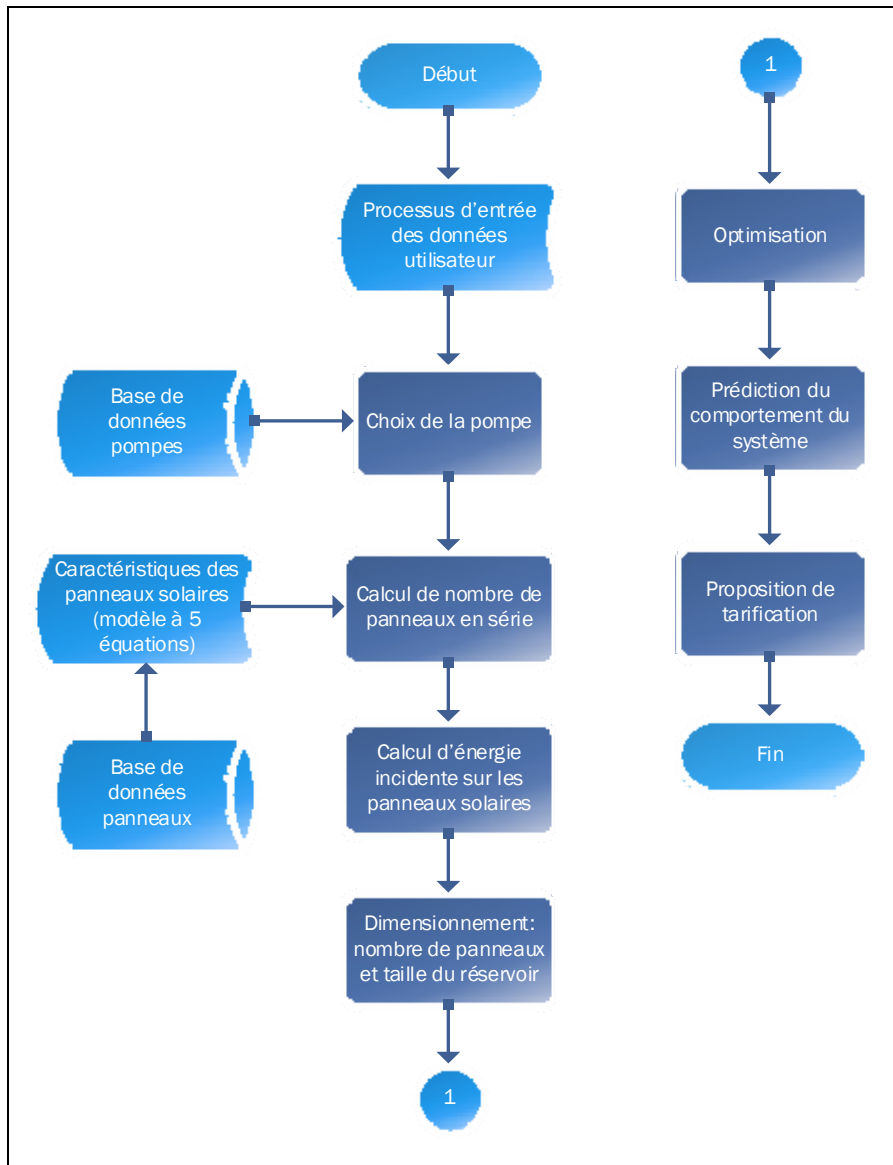 Début
Processus d'entrée
des données
utilisateur
Base de
données
pompes
Choix de la pompe
Caractéristiques des
panneaux solaires
(modèle à 5
équations)
Calcul de nombre de
panneaux en série
Base de
données
panneaux
Calcul d'énergie
incidente sur les
panneaux solaires
Dimensionnement:
nombre de panneaux
et taille du réservoir
1
1
Optimisation
Prédiction du
comportement du
système
Proposition de
tarification
Fin